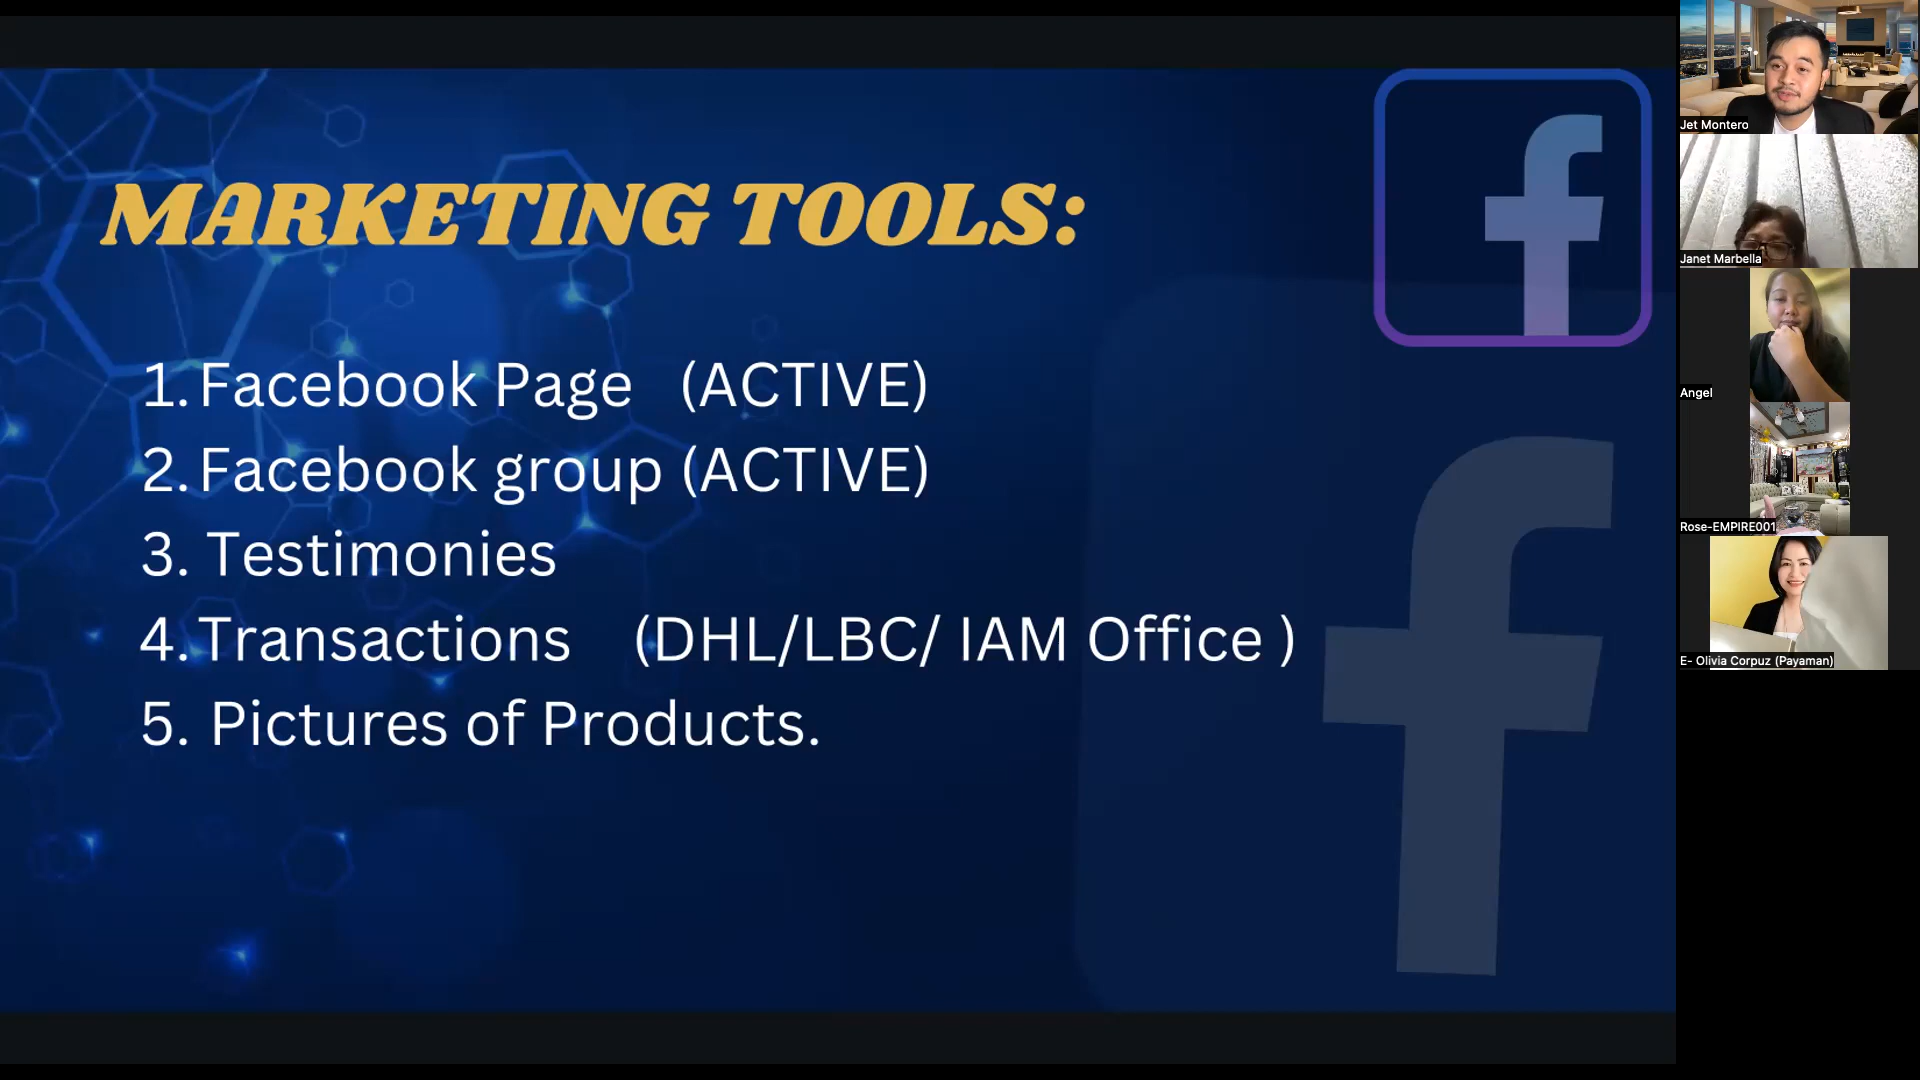 MARKETING TOOLS:
1. Facebook Page (ACTIVE)
2. Facebook group (ACTIVE)
3. Testimonies
4. Transactions (DHL/LBC/ IAM Office )
5. Pictures of Products.
Jet Montero
Janet Marbella
Angel
Rose-EMPIRE001
E- Olivia Corpuz (Payaman)